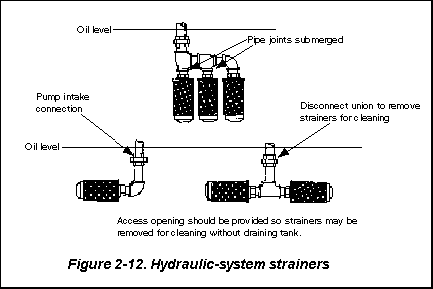 Oil level
Pipe joints submerged
Pump intake
connection
Disconnect union to remove
strainers for cleaning
Oil level
Access opening should be provided so strainers may be
removed for cleaning without draining tank.
Figure 2-12. Hydraulic-system strainers